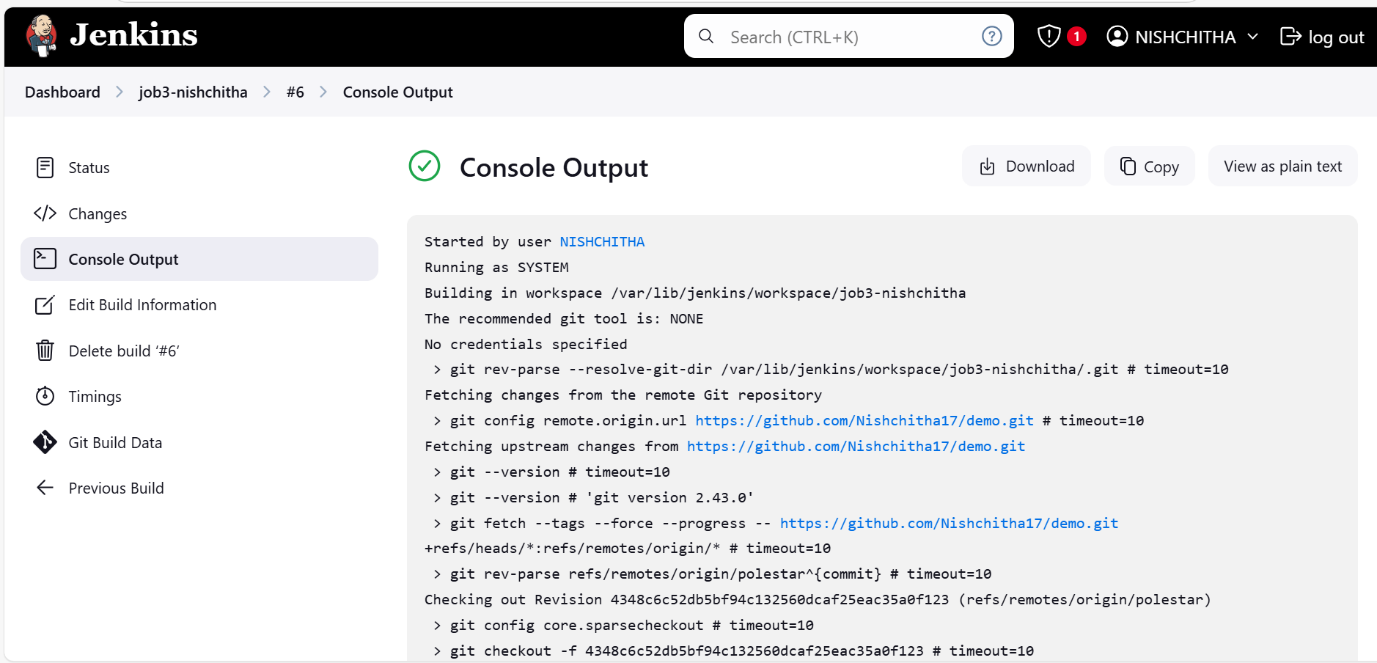 Jenkins
Search (CTRL+K)
?
1
NISHCHITHA
log out
Dashboard > job3-nishchitha > #6 > Console Output
Status
Changes
Console Output
Edit Build Information
Delete build ‘#6’
Timings
Git Build Data
Previous Build
Console Output
Download
Copy
View as plain text
Started by user NISHCHITHA
Running as SYSTEM
Building in workspace /var/lib/jenkins/workspace/job3-nishchitha
The recommended git tool is: NONE
No credentials specified
> git rev-parse --resolve-git-dir /var/lib/jenkins/workspace/job3-nishchitha/.git # timeout=10
Fetching changes from the remote Git repository
> git config remote.origin.url https://github.com/Nishchitha17/demo.git # timeout=10
Fetching upstream changes from https://github.com/Nishchitha17/demo.git
> git --version # timeout=10
> git --version # 'git version 2.43.0'
> git fetch --tags --force --progress -- https://github.com/Nishchitha17/demo.git
+refs/heads/*:refs/remotes/origin/* # timeout=10
> git rev-parse refs/remotes/origin/polestar^{commit} # timeout=10
Checking out Revision 4348c6c52db5bf94c132560dcaf25eac35a0f123 (refs/remotes/origin/polestar)
> git config core.sparsecheckout # timeout=10
> git checkout -f 4348c6c52db5bf94c132560dcaf25eac35a0f123 # timeout=10